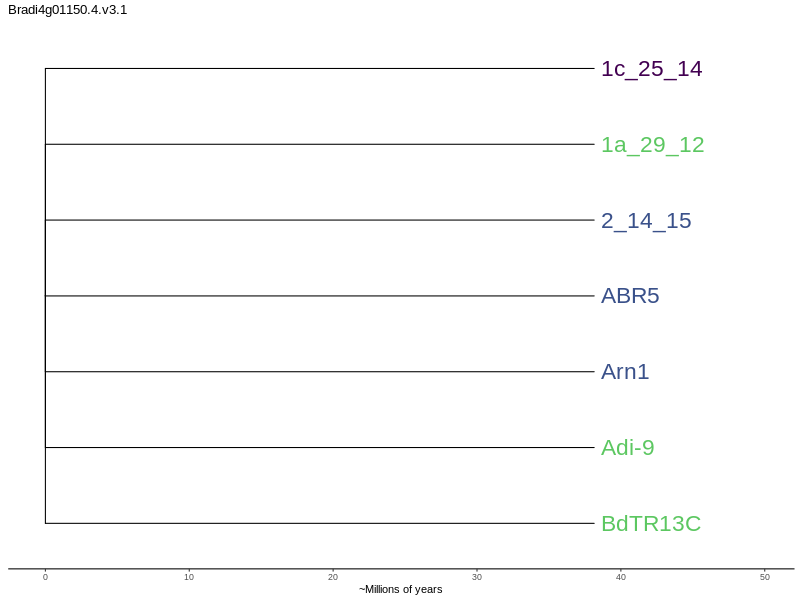 Bradi4g01150.4.v3.1
1c_25_14
1a_29_12
2_14_15
ABR5
Arn1
Adi-9
BdTR13C
0 10 20 30 40 50
~Millions of years